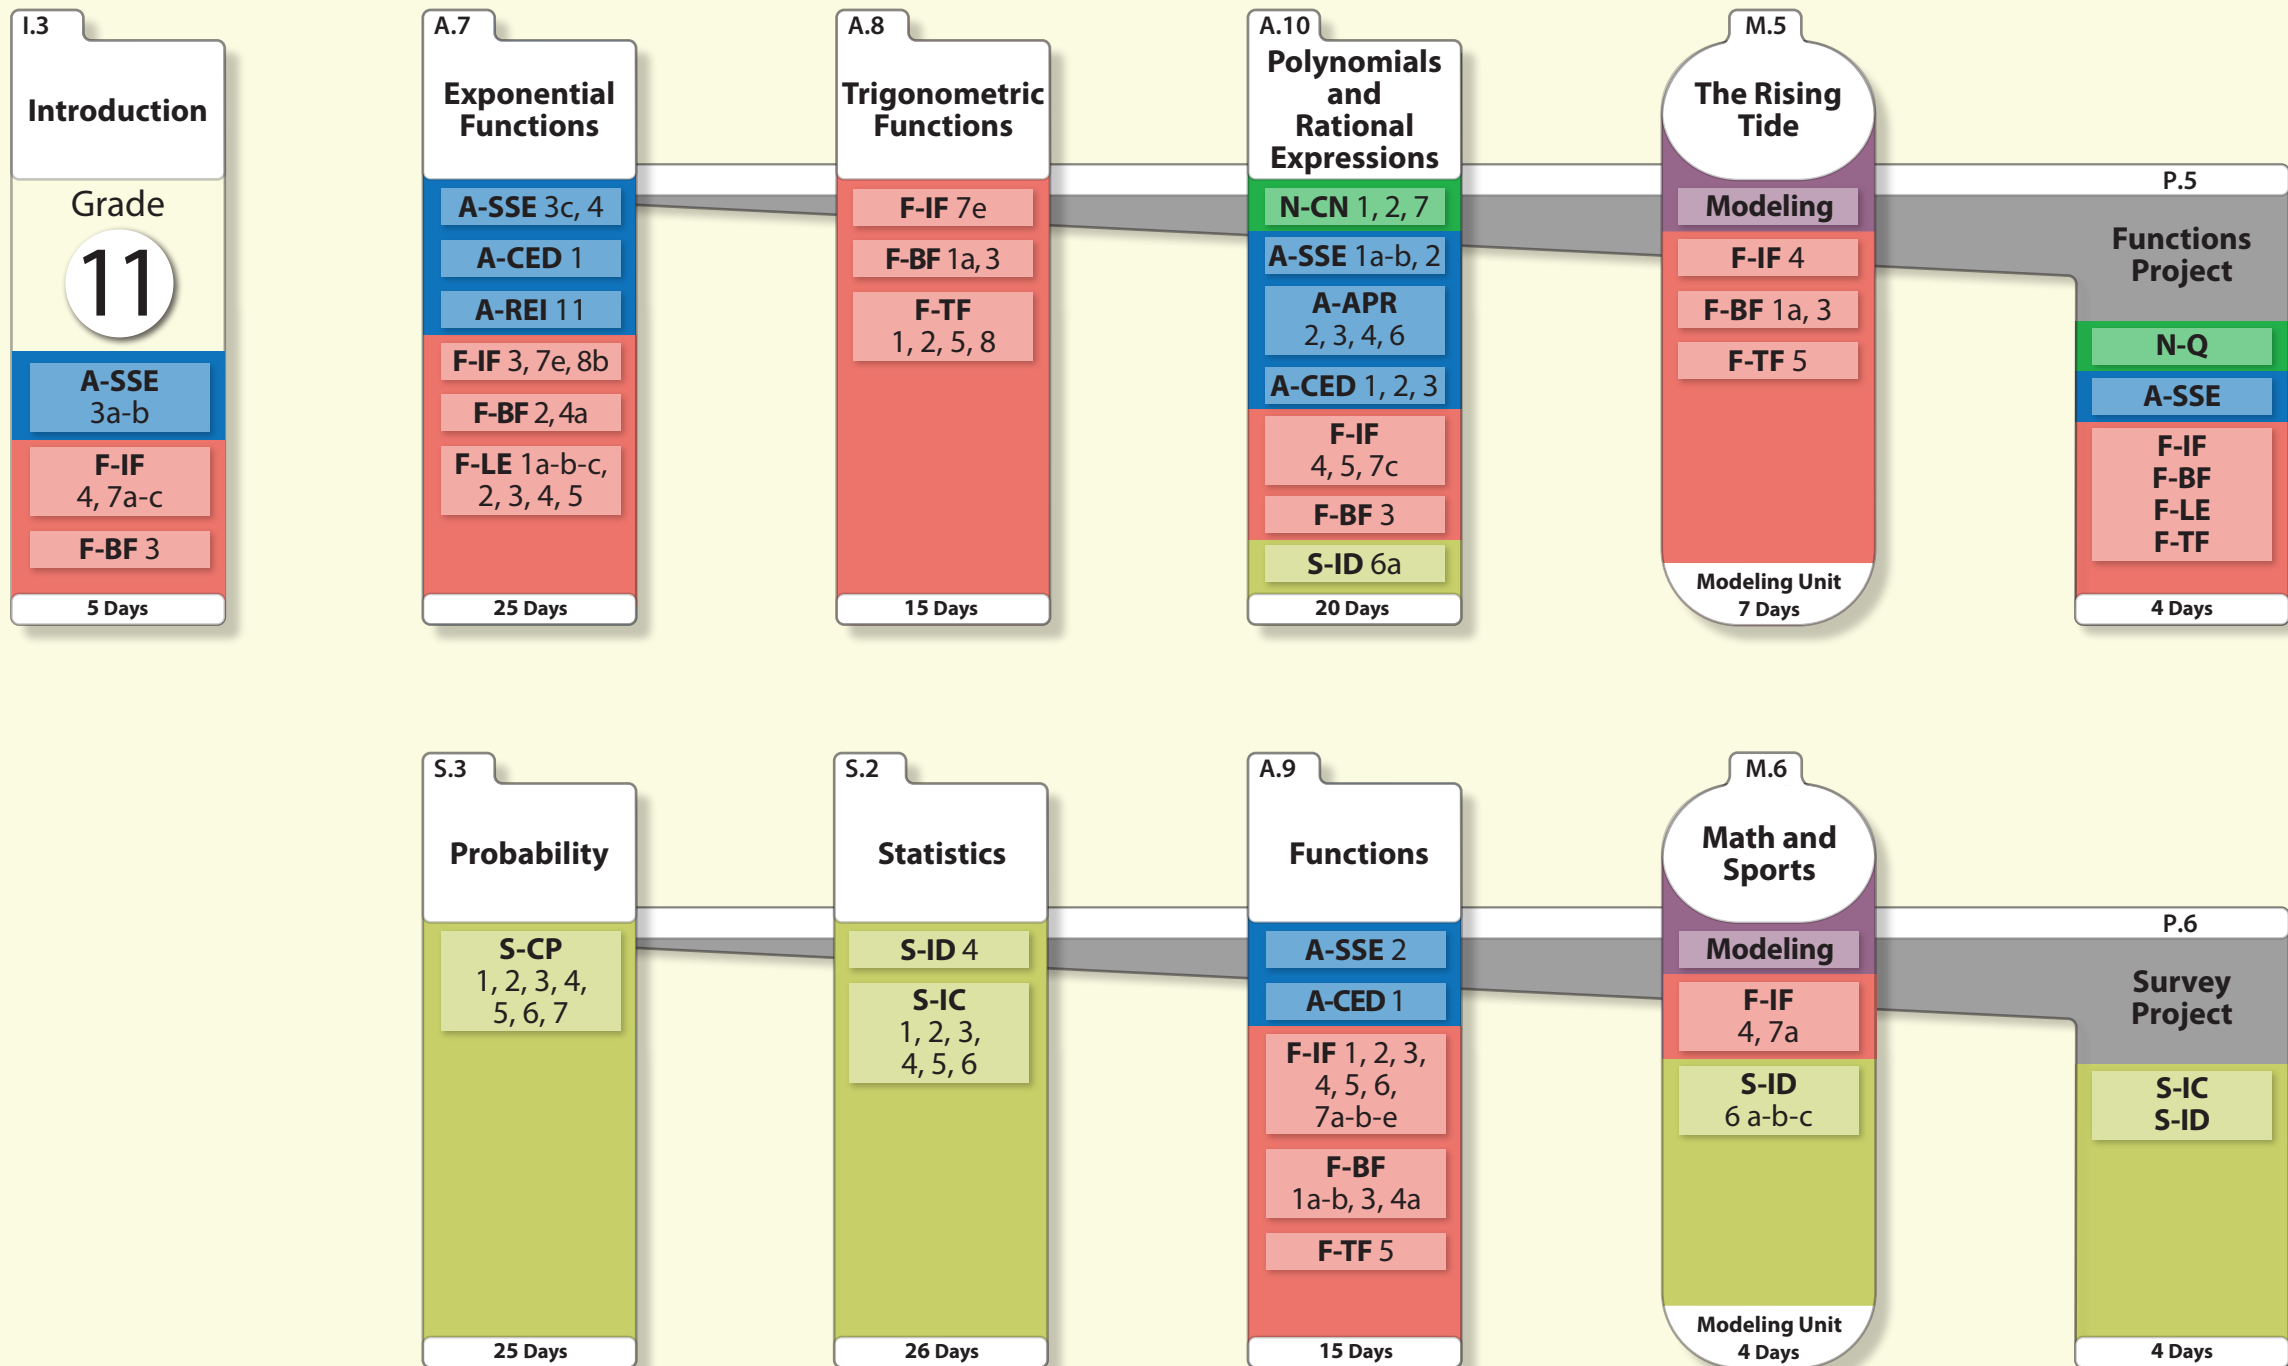 I.3
Introduction
Grade
11
A-SSE
3a-b
F-IF
4, 7a-c
F-BF 3
5 Days
A.7
Exponential
Functions
A-SSE 3c, 4
A-CED 1
A-REI 11
F-IF 3, 7e, 8b
F-BF 2, 4a
F-LE 1a-b-c,
2, 3, 4, 5
25 Days
A.8
Trigonometric
Functions
F-IF 7e
F-BF 1a, 3
F-TF
1, 2, 5, 8
15 Days
A.10
Polynomials
and
Rational
Expressions
N-CN 1, 2, 7
A-SSE 1a-b, 2
A-APR
2, 3, 4, 6
A-CED 1, 2, 3
F-IF
4, 5, 7c
F-BF 3
S-ID 6a
20 Days
M.5
The Rising
Tide
Modeling
F-IF 4
F-BF 1a, 3
F-TF 5
Modeling Unit
7 Days
P.5
Functions
Project
N-Q
A-SSE
F-IF
F-BF
F-LE
F-TF
4 Days
S.3
Probability
S-CP
1, 2, 3, 4,
5, 6, 7
25 Days
S.2
Statistics
S-ID 4
S-IC
1, 2, 3,
4, 5, 6
26 Days
A.9
Functions
A-SSE 2
A-CED 1
F-IF 1, 2, 3,
4, 5, 6,
7a-b-e
F-BF
1a-b, 3, 4a
F-TF 5
15 Days
M.6
Math and
Sports
Modeling
F-IF
4, 7a
S-ID
6 a-b-c
Modeling Unit
4 Days
P.6
Survey
Project
S-IC
S-ID
4 Days